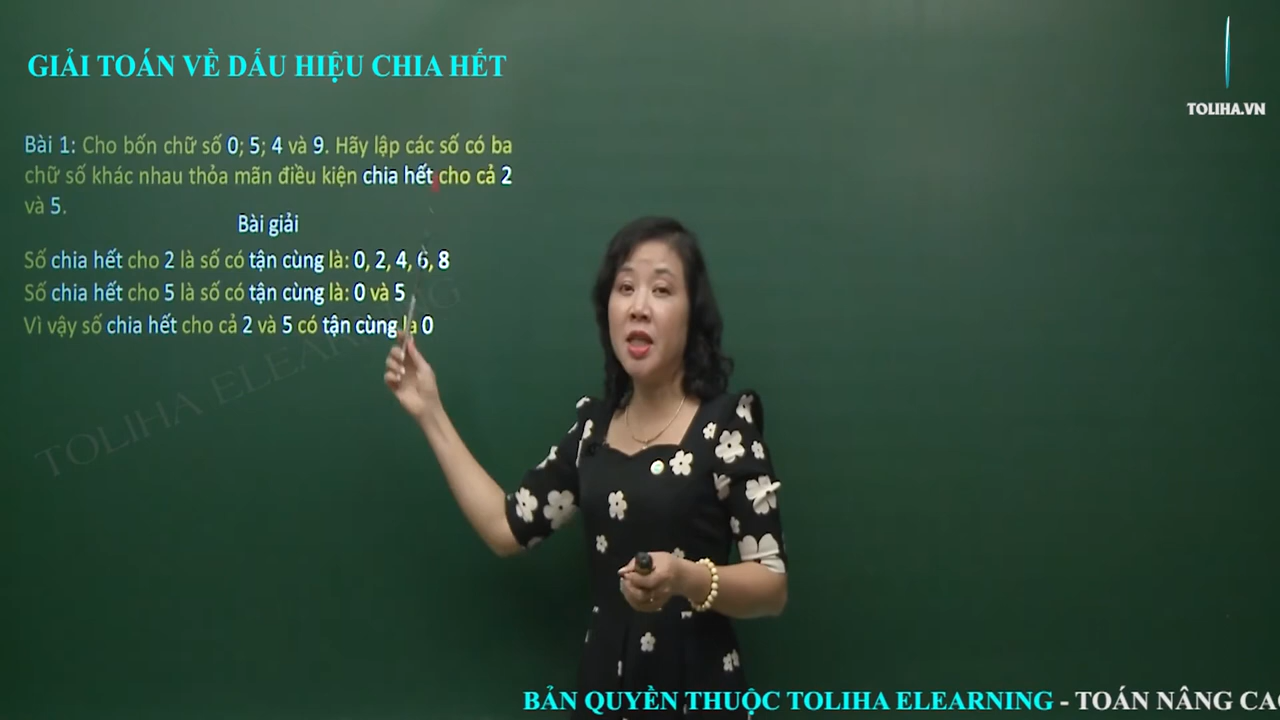 GIẢI TOÁN VỀ DẤU HIỆU CHIA HẾT
TOLIHA.VN
Bài 1: Cho bốn chữ số 0; 5; 4 và 9. Hãy lập các số có ba
chữ số khác nhau thỏa mãn điều kiện chia hết cho cả 2
và 5.
Bài giải
Số chia hết cho 2 là số có tận cùng là: 0, 2, 4, 6, 8
Số chia hết cho 5 là số có tận cùng là: 0 và 5
Vì vậy số chia hết cho cả 2 và 5 có tận cùng là 0
TOLIHA ELEARNING
BẢN QUYỀN THUỘC TOLIHA ELEARNING - TOÁN NÂNG CA